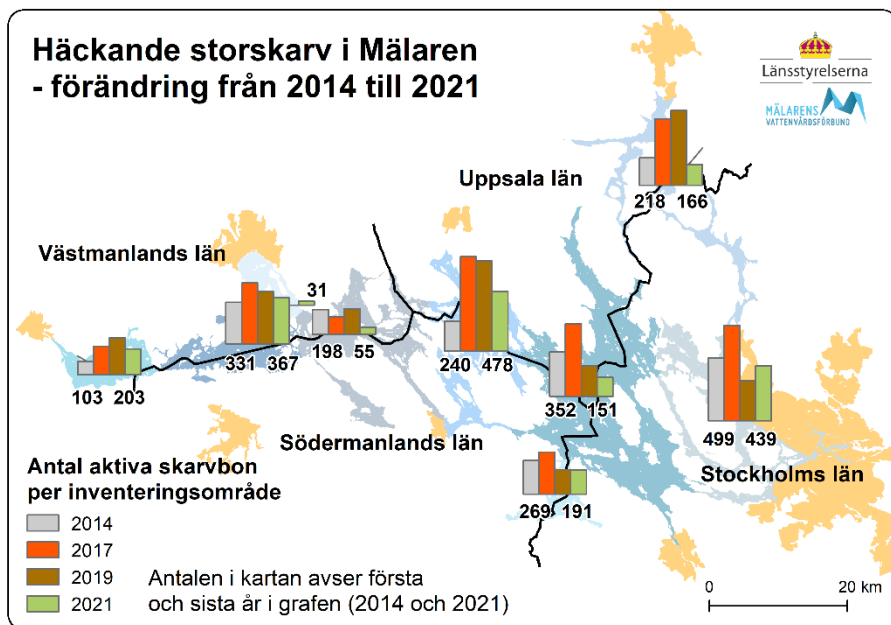 Häckande storskarv i Mälaren
- förändring från 2014 till 2021
Länsstyrelserna
MÄLARENS
VATTENVÅRDSFÖRBUND
Uppsala län
218 166
Västmanlands län
31
331 367
198 55
240 478
103 203
352 151
499 439
Södermanlands län
Stockholms län
269 191
Antal aktiva skarvbon
per inventeringsområde
2014
2017
2019
2021
Antalen i kartan avser första
och sista år i grafen (2014 och 2021)
0 20 km